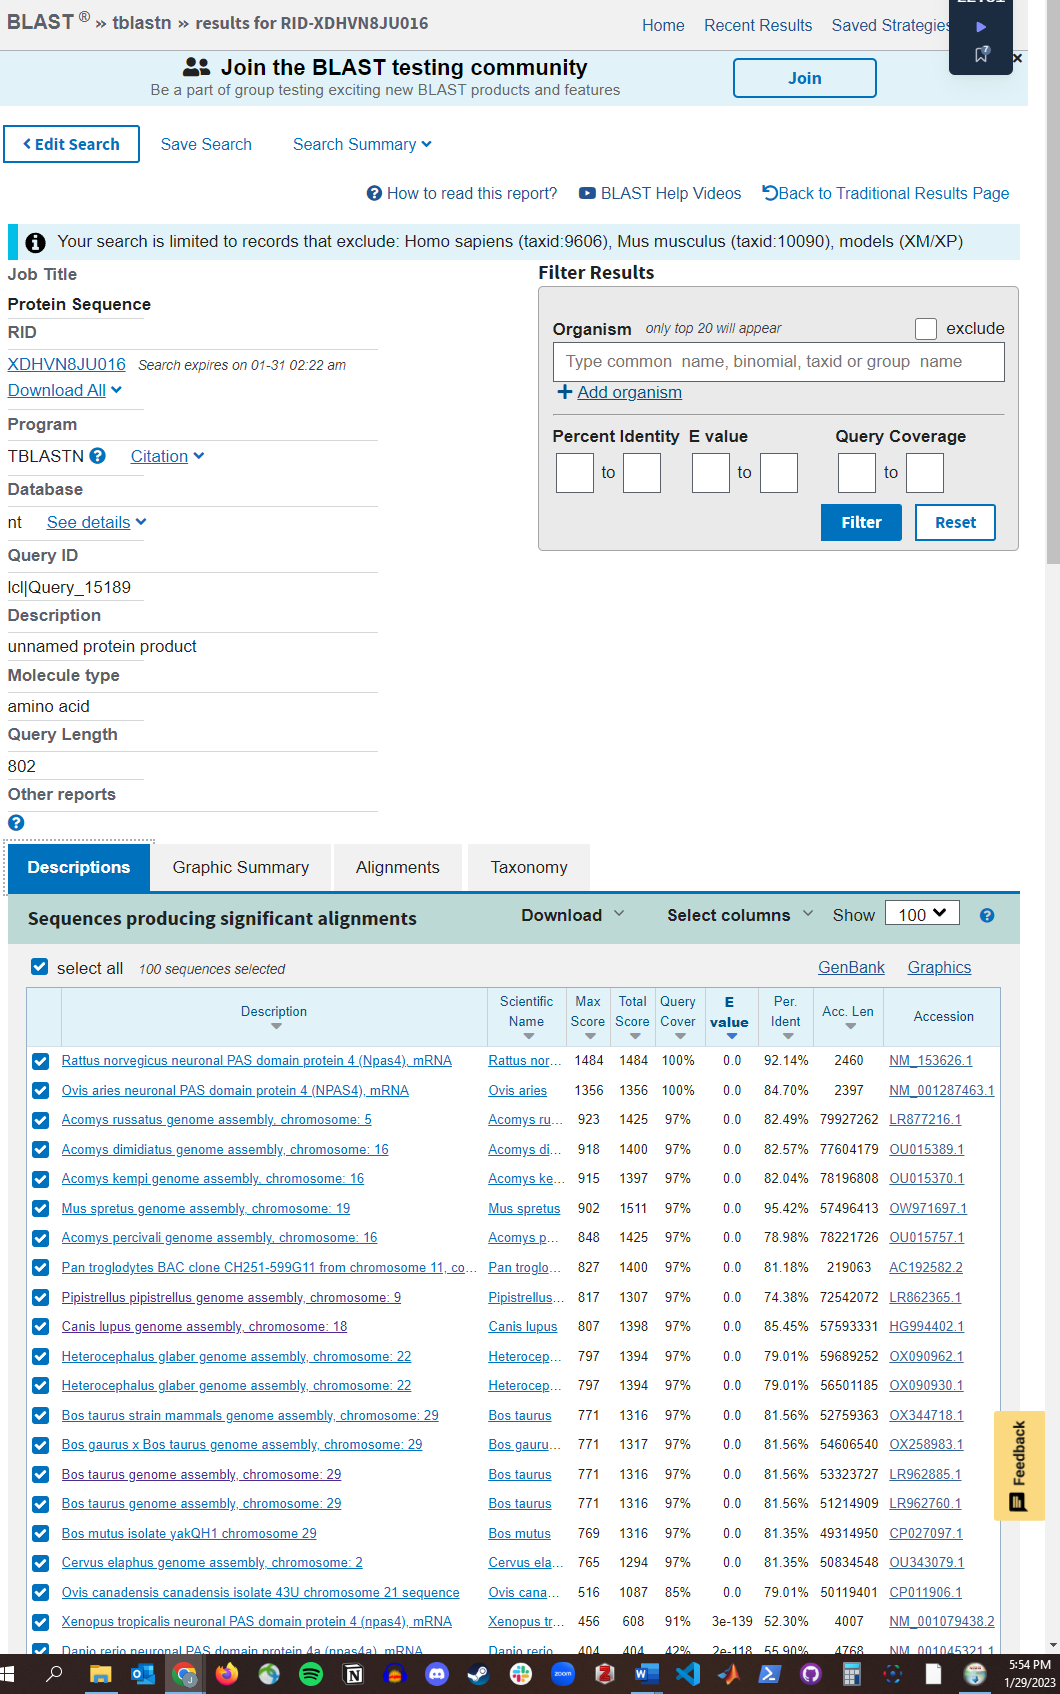 BLAST ® » tblastn » results for RID-XDHVN8JU016
Home Recent Results Saved Strategies
7
Join the BLAST testing community
Be a part of group testing exciting new BLAST products and features
Join
Edit Search
Save Search
Search Summary
How to read this report?
BLAST Help Videos
Back to Traditional Results Page
Your search is limited to records that exclude: Homo sapiens (taxid:9606), Mus musculus (taxid:10090), models (XM/XP)
Job Title
Protein Sequence
RID
XDHVN8JU016 Search expires on 01-31 02:22 am
Download All
Program
TBLASTN Citation
Database
nt See details
Query ID
lcl|Query_15189
Description
unnamed protein product
Molecule type
amino acid
Query Length
802
Other reports
Filter Results
Organism only top 20 will appear exclude
Type common name, binomial, taxid or group name
Add organism
Percent Identity E value Query Coverage
to to to
Filter Reset
Descriptions Graphic Summary Alignments Taxonomy
Sequences producing significant alignments Download Select columns Show 100
select all 100 sequences selected GenBank Graphics
Description Scientific Name Max Score Total Score Query Cover E value Per. Ident Acc. Len Accession
Rattus norvegicus neuronal PAS domain protein 4 (Npas4), mRNA Rattus nor... 1484 1484 100% 0.0 92.14% 2460 NM_153626.1
Ovis aries neuronal PAS domain protein 4 (NPAS4), mRNA Ovis aries 1356 1356 100% 0.0 84.70% 2397 NM_001287463.1
Acomys russatus genome assembly, chromosome: 5 Acomys ru... 923 1425 97% 0.0 82.49% 79927262 LR877216.1
Acomys dimidiatus genome assembly, chromosome: 16 Acomys di... 918 1400 97% 0.0 82.57% 77604179 OU015389.1
Acomys kempi genome assembly, chromosome: 16 Acomys ke... 915 1397 97% 0.0 82.04% 78196808 OU015370.1
Mus spretus genome assembly, chromosome: 19 Mus spretus 902 1511 97% 0.0 95.42% 57496413 OW971697.1
Acomys percivali genome assembly, chromosome: 16 Acomys p... 848 1425 97% 0.0 78.98% 78221726 OU015757.1
Pan troglodytes BAC clone CH251-599G11 from chromosome 11, co... Pan troglo... 827 1400 97% 0.0 81.18% 219063 AC192582.2
Pipistrellus pipistrellus genome assembly, chromosome: 9 Pipistrellus... 817 1307 97% 0.0 74.38% 72542072 LR862365.1
Canis lupus genome assembly, chromosome: 18 Canis lupus 807 1398 97% 0.0 85.45% 57593331 HG994402.1
Heterocephalus glaber genome assembly, chromosome: 22 Heterocep... 797 1394 97% 0.0 79.01% 59689252 OX090962.1
Heterocephalus glaber genome assembly, chromosome: 22 Heterocep... 797 1394 97% 0.0 79.01% 56501185 OX090930.1
Bos taurus strain mammals genome assembly, chromosome: 29 Bos taurus 771 1316 97% 0.0 81.56% 52759363 OX344718.1
Bos gaurus x Bos taurus genome assembly, chromosome: 29 Bos gauru... 771 1317 97% 0.0 81.56% 54606540 OX258983.1
Bos taurus genome assembly, chromosome: 29 Bos taurus 771 1316 97% 0.0 81.56% 53323727 LR962885.1
Bos taurus genome assembly, chromosome: 29 Bos taurus 771 1316 97% 0.0 81.56% 51214909 LR962760.1
Bos mutus isolate yakQH1 chromosome 29 Bos mutus 769 1316 97% 0.0 81.35% 49314950 CP027097.1
Cervus elaphus genome assembly, chromosome: 2 Cervus ela... 765 1294 97% 0.0 81.35% 50834548 OU343079.1
Ovis canadensis canadensis isolate 43U chromosome 21 sequence Ovis cana... 516 1087 85% 0.0 79.01% 50119401 CP011906.1
Xenopus tropicalis neuronal PAS domain protein 4 (npas4), mRNA Xenopus tr... 456 608 91% 3e-139 52.30% 4007 NM_001079438.2
Danio rerio neuronal PAS domain protein 4a (npas4a), mRNA Danio rerio 404 404 42% 2e-118 55.90% 4768 NM_001045321.1
Feedback
zoom
5:54 PM
1/29/2023